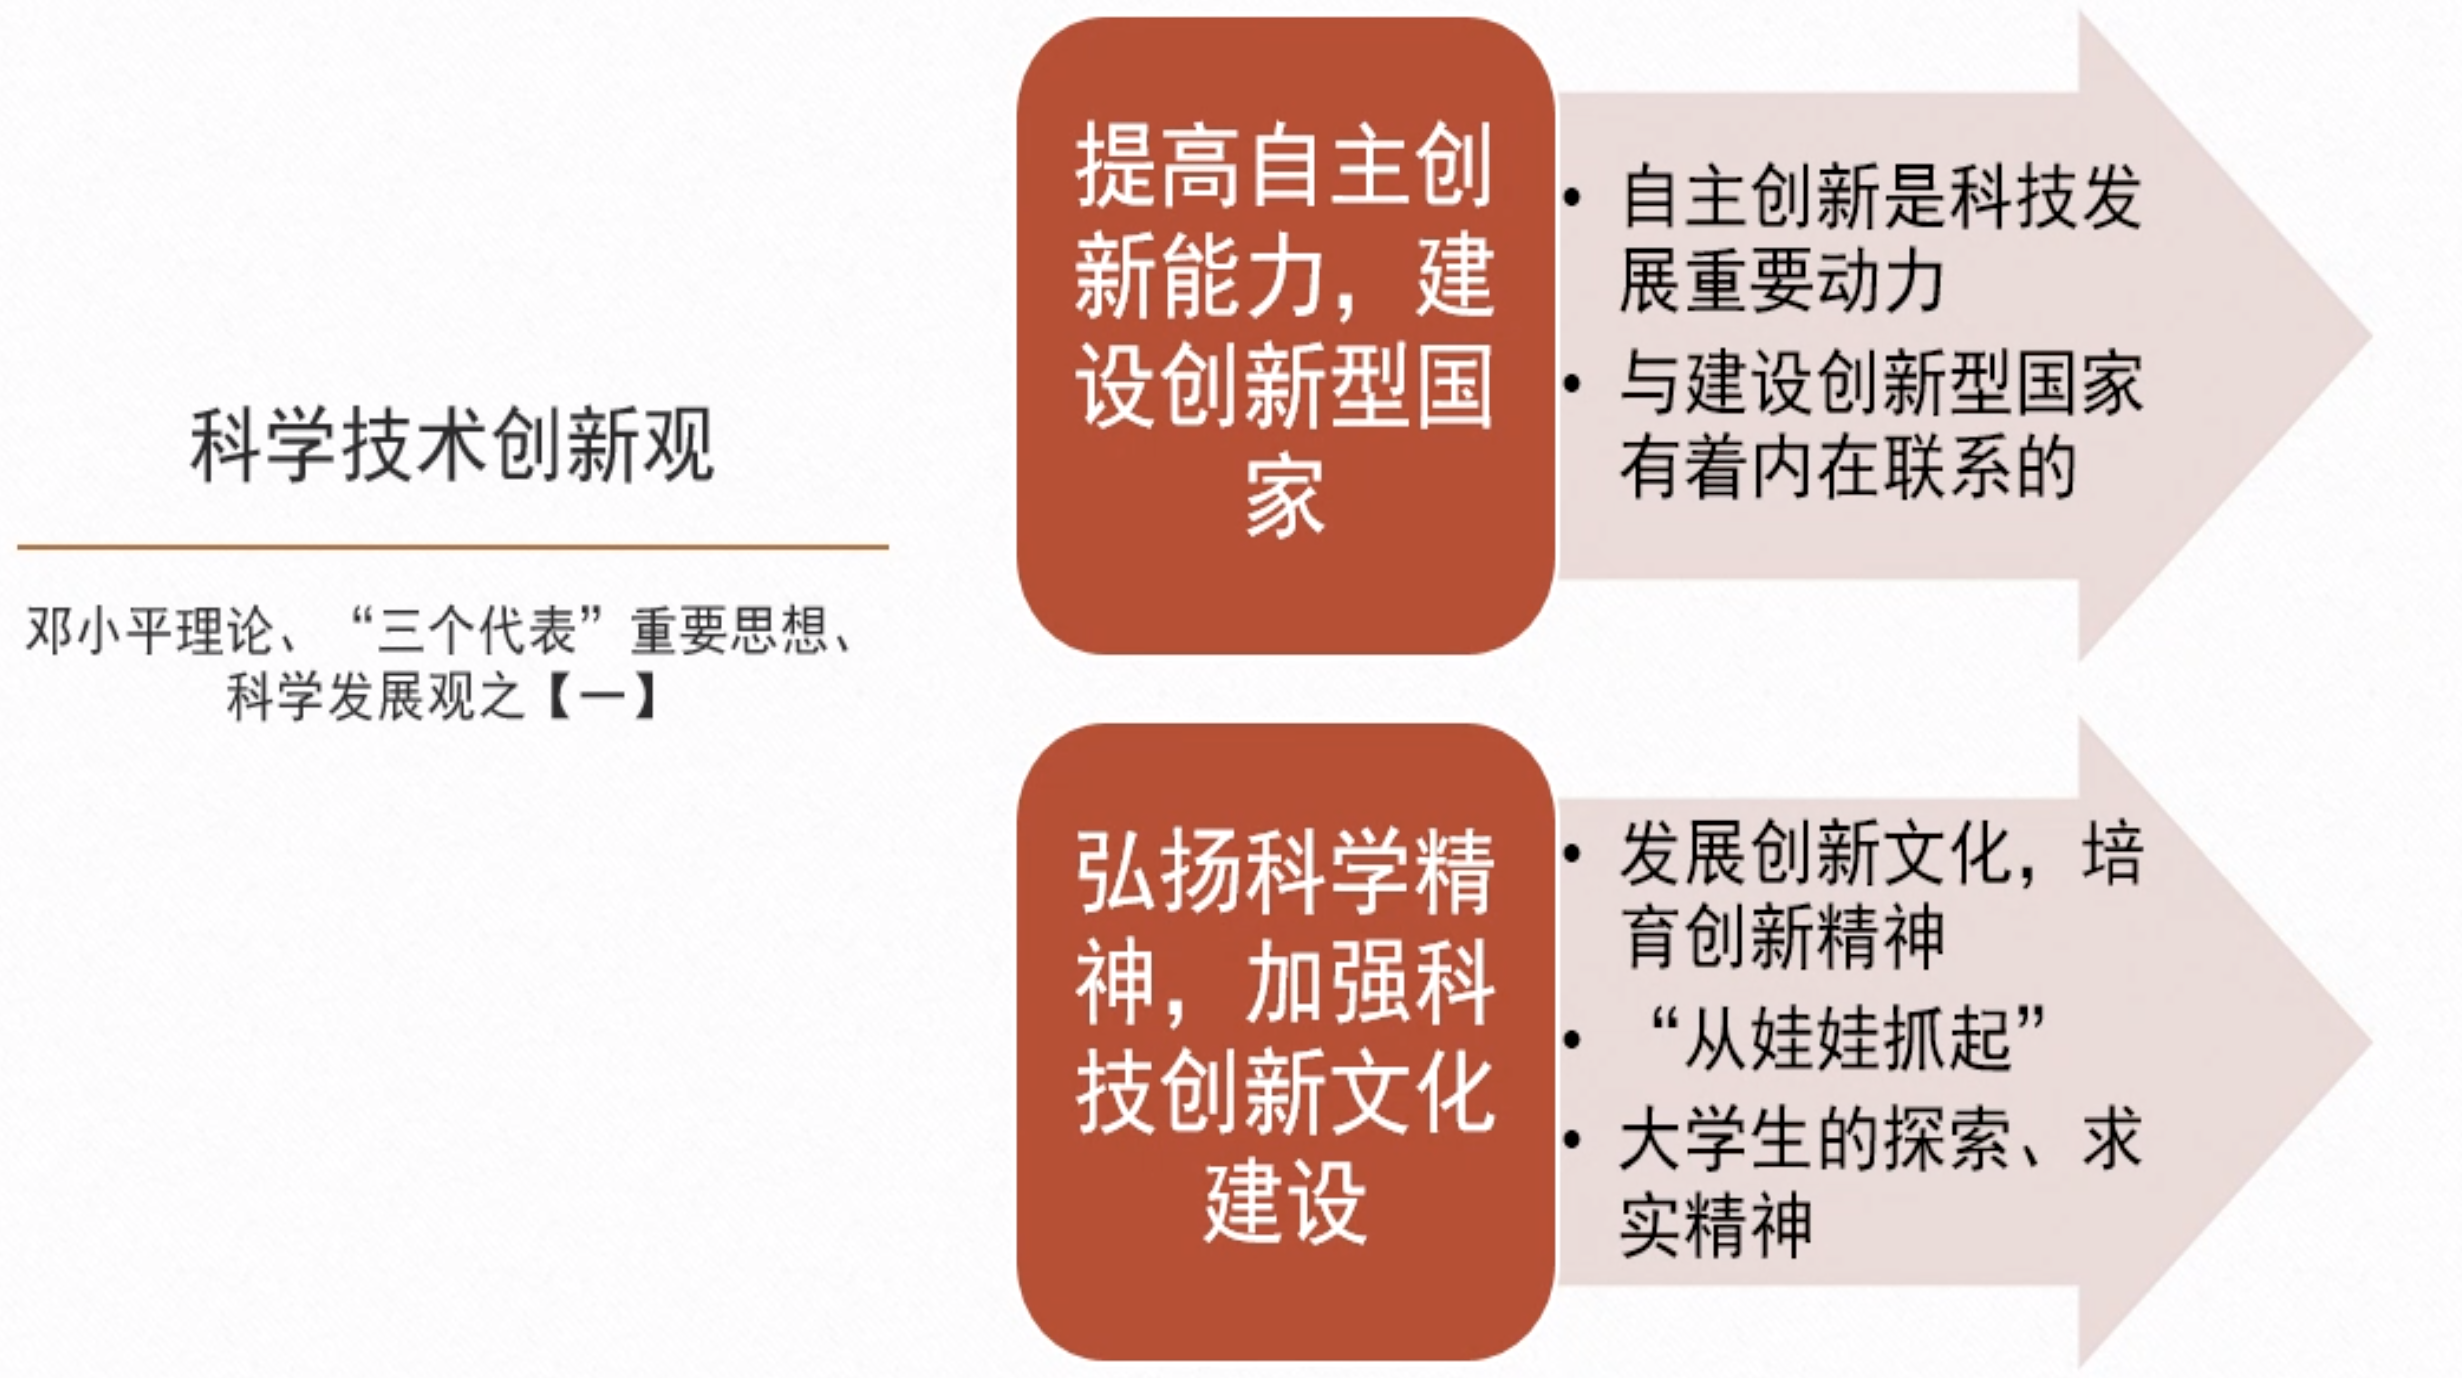 科学技术创新观
邓小平理论、“三个代表”重要思想、
科学发展观之【一】
提高自主创
新能力，建
设创新型国
家
• 自主创新是科技发
展重要动力
• 与建设创新型国家
有着内在联系的
弘扬科学精
神，加强科
技创新文化
建设
• 发展创新文化，培
育创新精神
• “从娃娃抓起”
• 大学生的探索、求
实精神